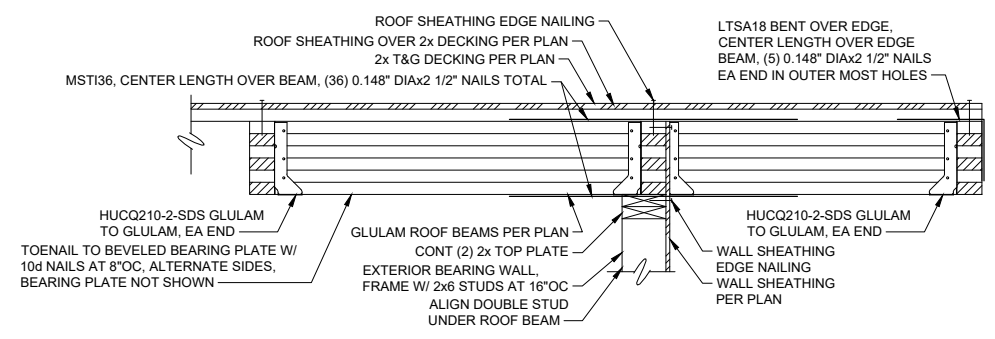 ROOF SHEATHING EDGE NAILING
ROOF SHEATHING OVER 2x DECKING PER PLAN
2x T&G DECKING PER PLAN
MSTI36, CENTER LENGTH OVER BEAM, (36) 0.148" DIAx2 1/2" NAILS TOTAL
LTSA18 BENT OVER EDGE,
CENTER LENGTH OVER EDGE
BEAM, (5) 0.148" DIAx2 1/2" NAILS
EA END IN OUTER MOST HOLES
HUCQ210-2-SDS GLULAM
TO GLULAM, EA END
TOENAIL TO BEVELED BEARING PLATE W/
10d NAILS AT 8"OC, ALTERNATE SIDES,
BEARING PLATE NOT SHOWN
GLULAM ROOF BEAMS PER PLAN
CONT (2) 2x TOP PLATE
EXTERIOR BEARING WALL,
FRAME W/ 2x6 STUDS AT 16"OC
ALIGN DOUBLE STUD
UNDER ROOF BEAM
HUCQ210-2-SDS GLULAM
TO GLULAM, EA END
WALL SHEATHING
EDGE NAILING
WALL SHEATHING
PER PLAN